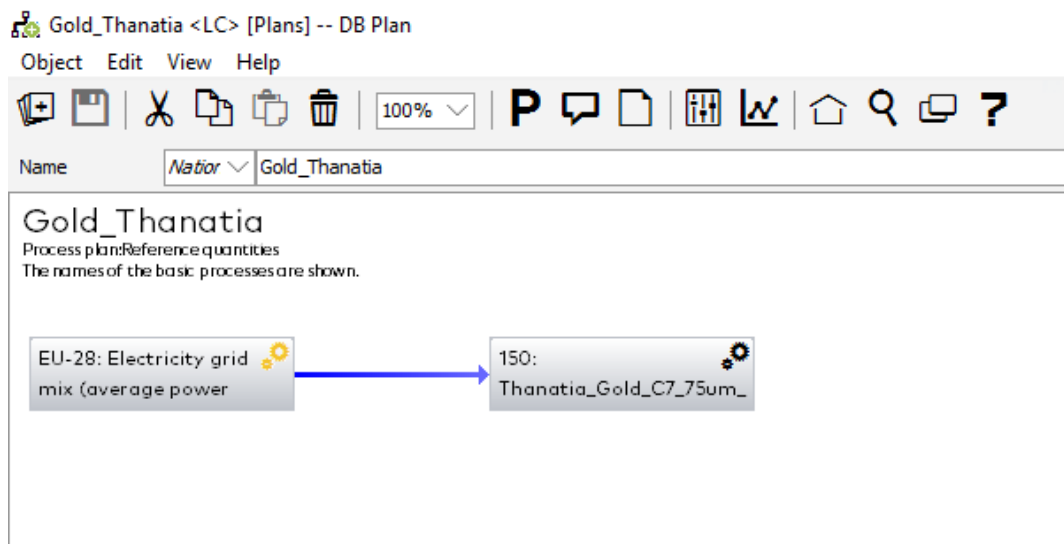 Gold_Thanatia <LC> [Plans] -- DB Plan
Object Edit View Help
100% P ?
Name Nation Gold_Thanatia
Gold_Thanatia
Process plan:Reference quantities
The names of the basic processes are shown.
EU-28: Electricity grid
mix (average power
150:
Thanatia_Gold_C7_75um_